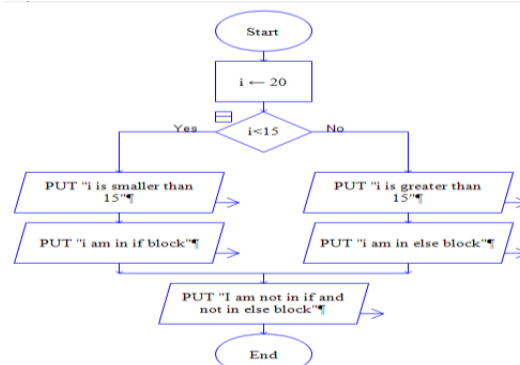 Start
i ← 20
i<15
Yes
No
PUT "i is smaller than
15"¶
PUT "i am in if block"¶
PUT "i is greater than
15"¶
PUT "i am in else block"¶
PUT "I am not in if and
not in else block"¶
End